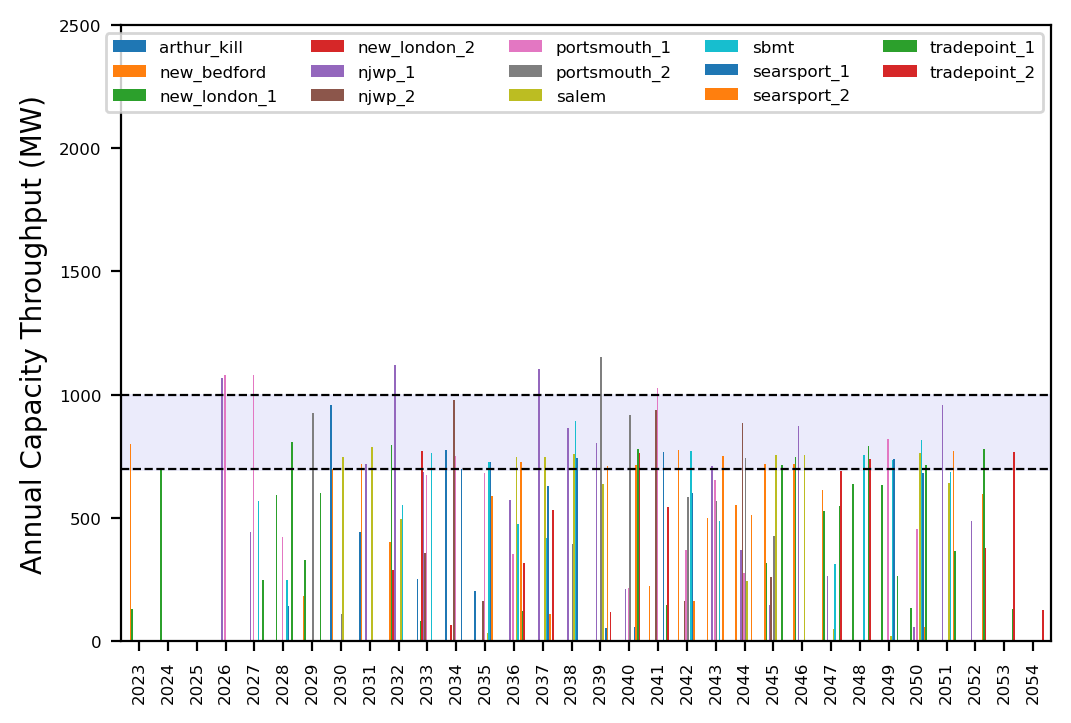 2500
arthur_kill
new_bedford
new_london_1
new_london_2
njwp_1
njwp_2
portsmouth_1
portsmouth_2
salem
sbmt
searsport_1
searsport_2
tradepoint_1
tradepoint_2
2000
1500
1000
500
0
Annual Capacity Throughput (MW)
2023
2024
2025
2026
2027
2028
2029
2030
2031
2032
2033
2034
2035
2036
2037
2038
2039
2040
2041
2042
2043
2044
2045
2046
2047
2048
2049
2050
2051
2052
2053
2054